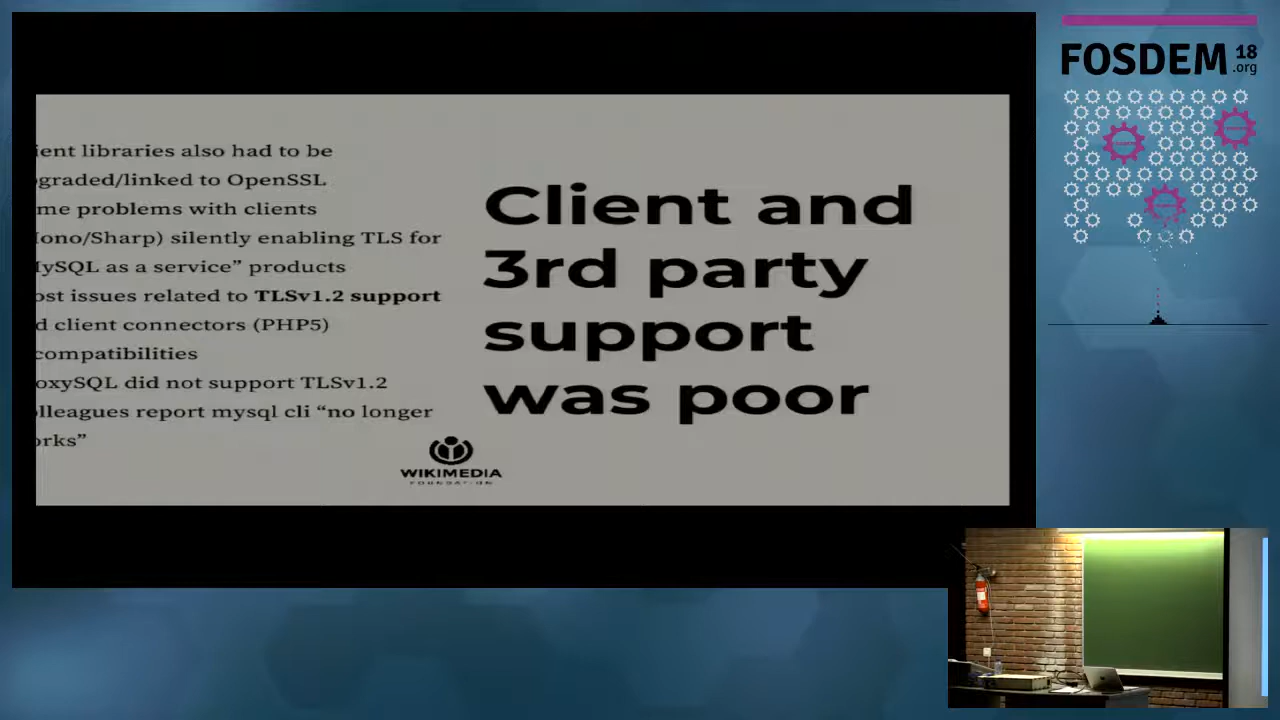 ient libraries also had to be
graded/linked to OpenSSL
me problems with clients
ono/Sharp) silently enabling TLS for
ySQL as a service” products
ost issues related to TLSv1.2 support
d client connectors (PHP5)
compatibilities
oxySQL did not support TLSv1.2
lleagues report mysql cli “no longer
orks”
Client and
3rd party
support
was poor
WIKIMEDIA
FOUNDATION
FOSDEM 18
.org